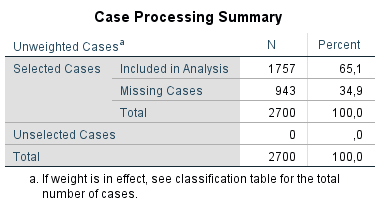 Case Processing Summary
Unweighted Casesᵃ N Percent
Selected Cases Included in Analysis 1757 65,1
Missing Cases 943 34,9
Total 2700 100,0
Unselected Cases 0 ,0
Total 2700 100,0
a. If weight is in effect, see classification table for the total
number of cases.